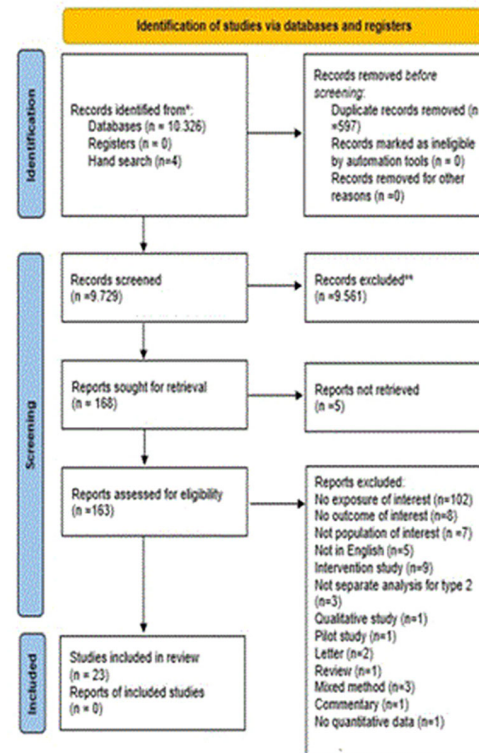 Identification of studies via databases and registers
Identification
Records identified from*:
Databases (n = 10.326)
Registers (n = 0)
Hand search (n=4)
Records removed before
screening:
Duplicate records removed (n
=597)
Records marked as ineligible
by automation tools (n = 0)
Records removed for other
reasons (n =0)
Screening
Records screened
(n =9.729)
Records excluded**
(n =9.561)
Reports sought for retrieval
(n = 168)
Reports not retrieved
(n =5)
Reports assessed for eligibility
(n =163)
Reports excluded:
No exposure of interest (n=102)
No outcome of interest (n=8)
Not population of interest (n =7)
Not in English (n=5)
Intervention study (n=9)
Not separate analysis for type 2
(n=3)
Qualitative study (n=1)
Pilot study (n=1)
Letter (n=2)
Review (n=1)
Mixed method (n=3)
Commentary (n=1)
No quantitative data (n=1)
Included
Studies included in review
(n = 23)
Reports of included studies
(n = 0)